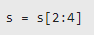 s = s[2:4]